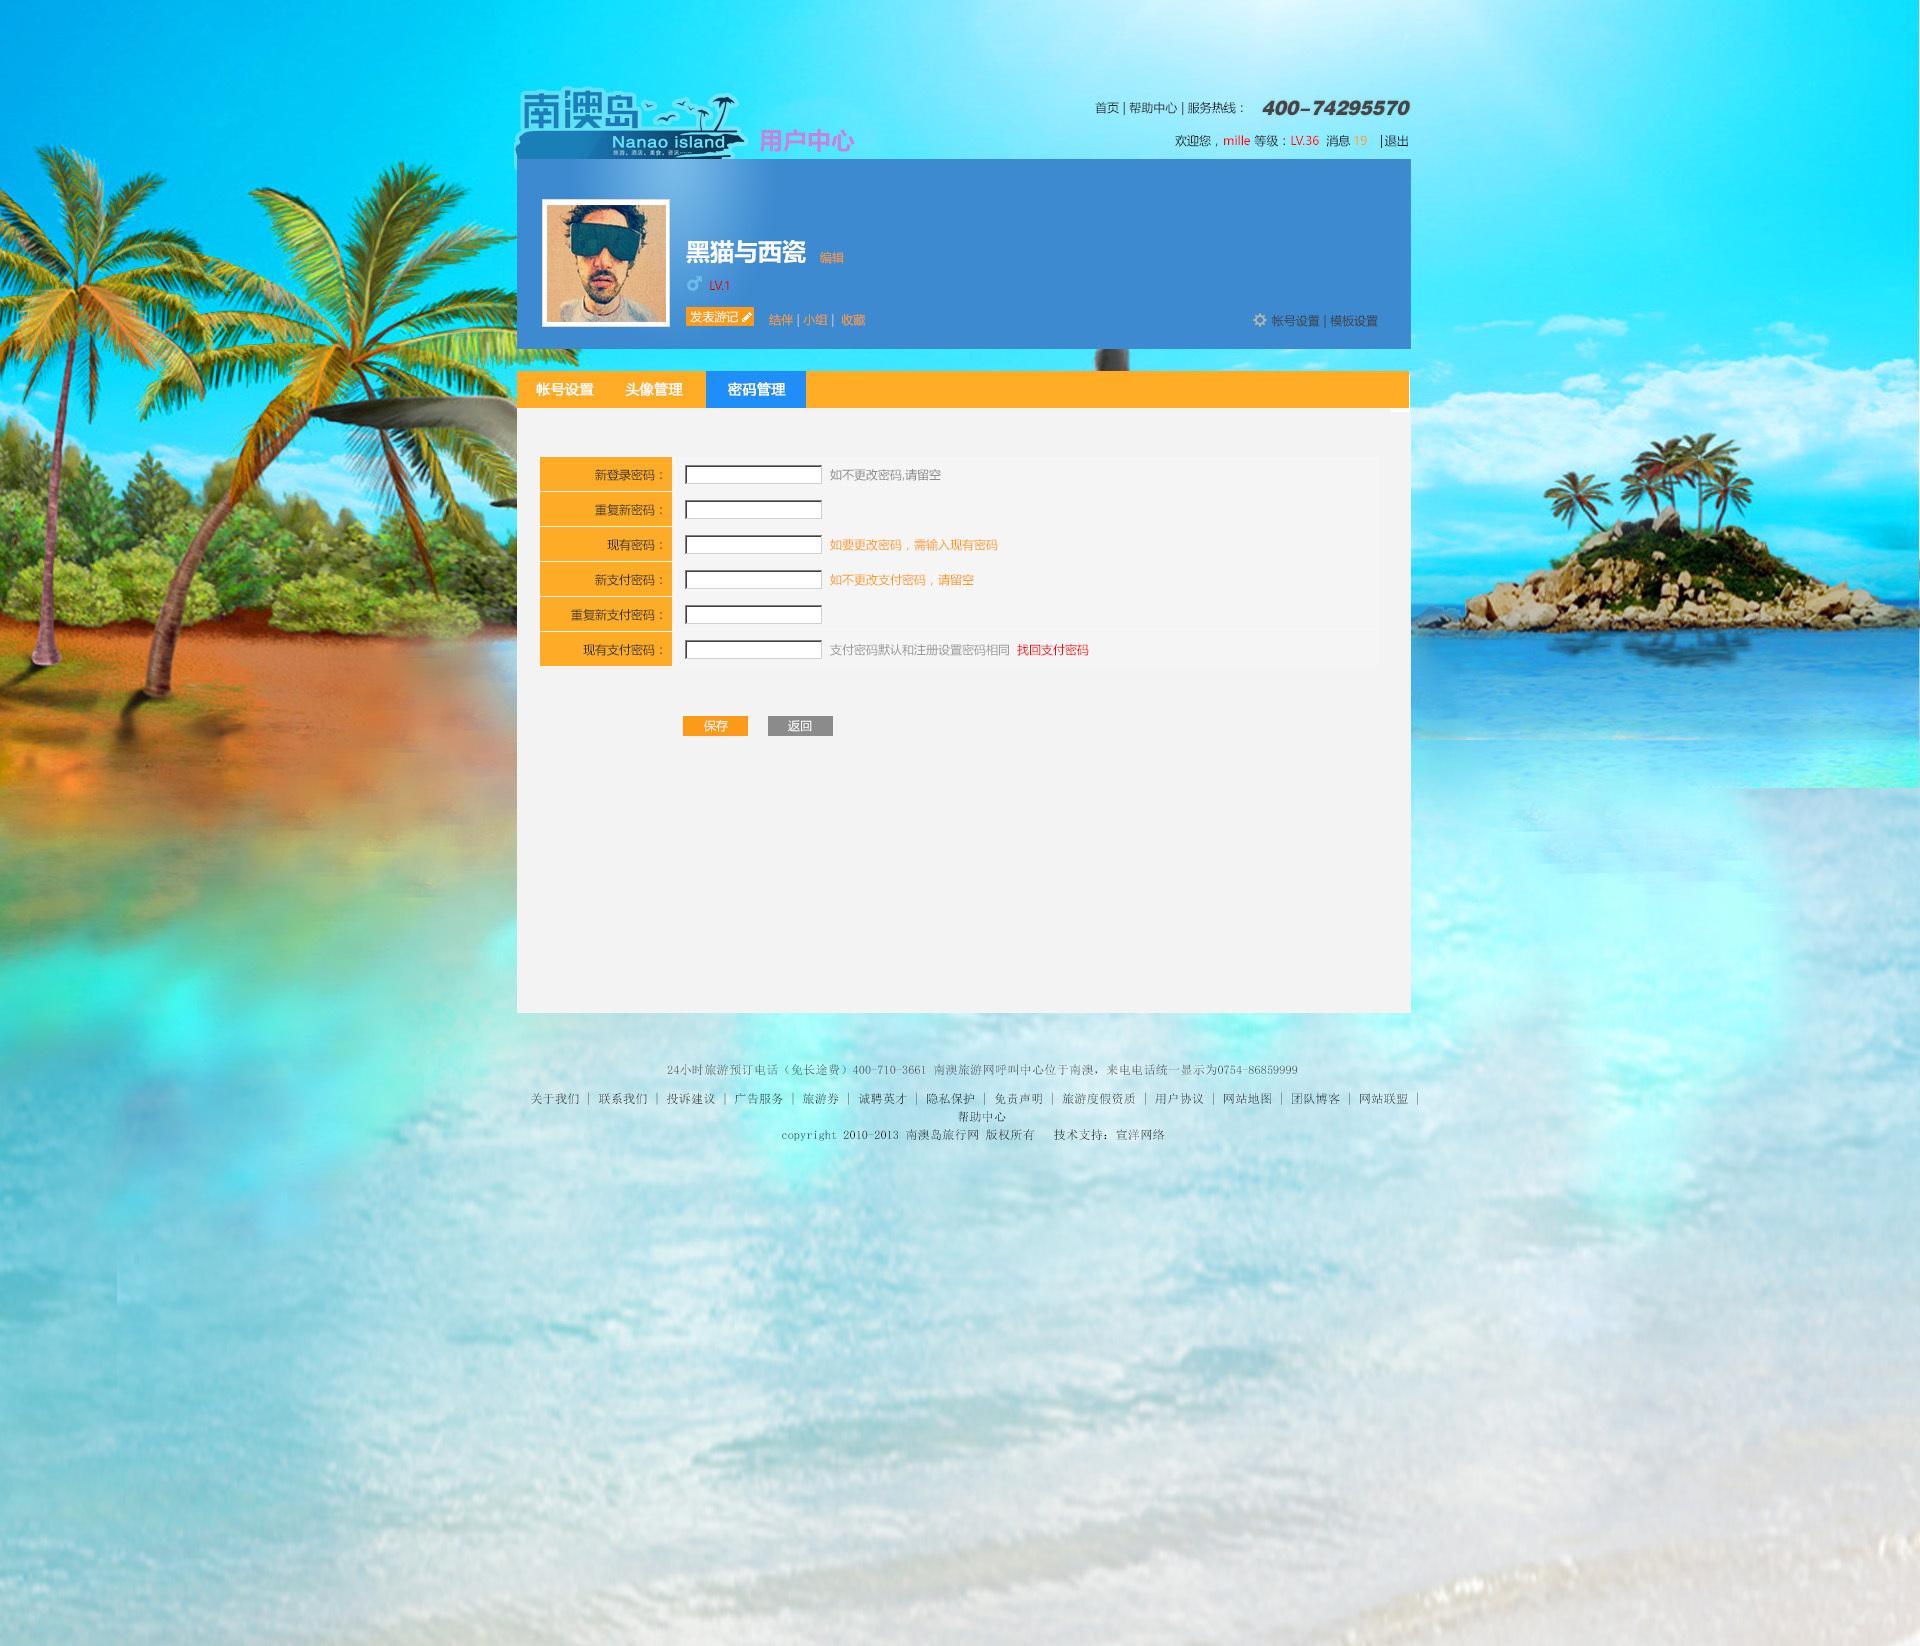 南澳岛
Nanao island
用户中心
首页 | 帮助中心 | 服务热线： 400-74295570
欢迎您，mille 等级：LV.36 消息 19 |退出
黑猫与西瓷 编辑
LV.1
发表游记 结伴 | 小组 | 收藏
帐号设置 | 模板设置
帐号设置 头像管理 密码管理
新登录密码： 如不更改密码,请留空
重复新密码：
现有密码： 如要更改密码，需输入现有密码
新支付密码： 如不更改支付密码，请留空
重复新支付密码：
现有支付密码： 支付密码默认和注册设置密码相同 找回支付密码
保存 返回
24小时旅游预订电话（免长途费）400-710-3661 南澳旅游网呼叫中心位于南澳，来电电话统一显示为0754-86859999
关于我们 | 联系我们 | 投诉建议 | 广告服务 | 旅游券 | 诚聘英才 | 隐私保护 | 免责声明 | 旅游度假资质 | 用户协议 | 网站地图 | 团队博客 | 网站联盟 |
帮助中心
copyright 2010-2013 南澳岛旅行网 版权所有 技术支持：宣洋网络